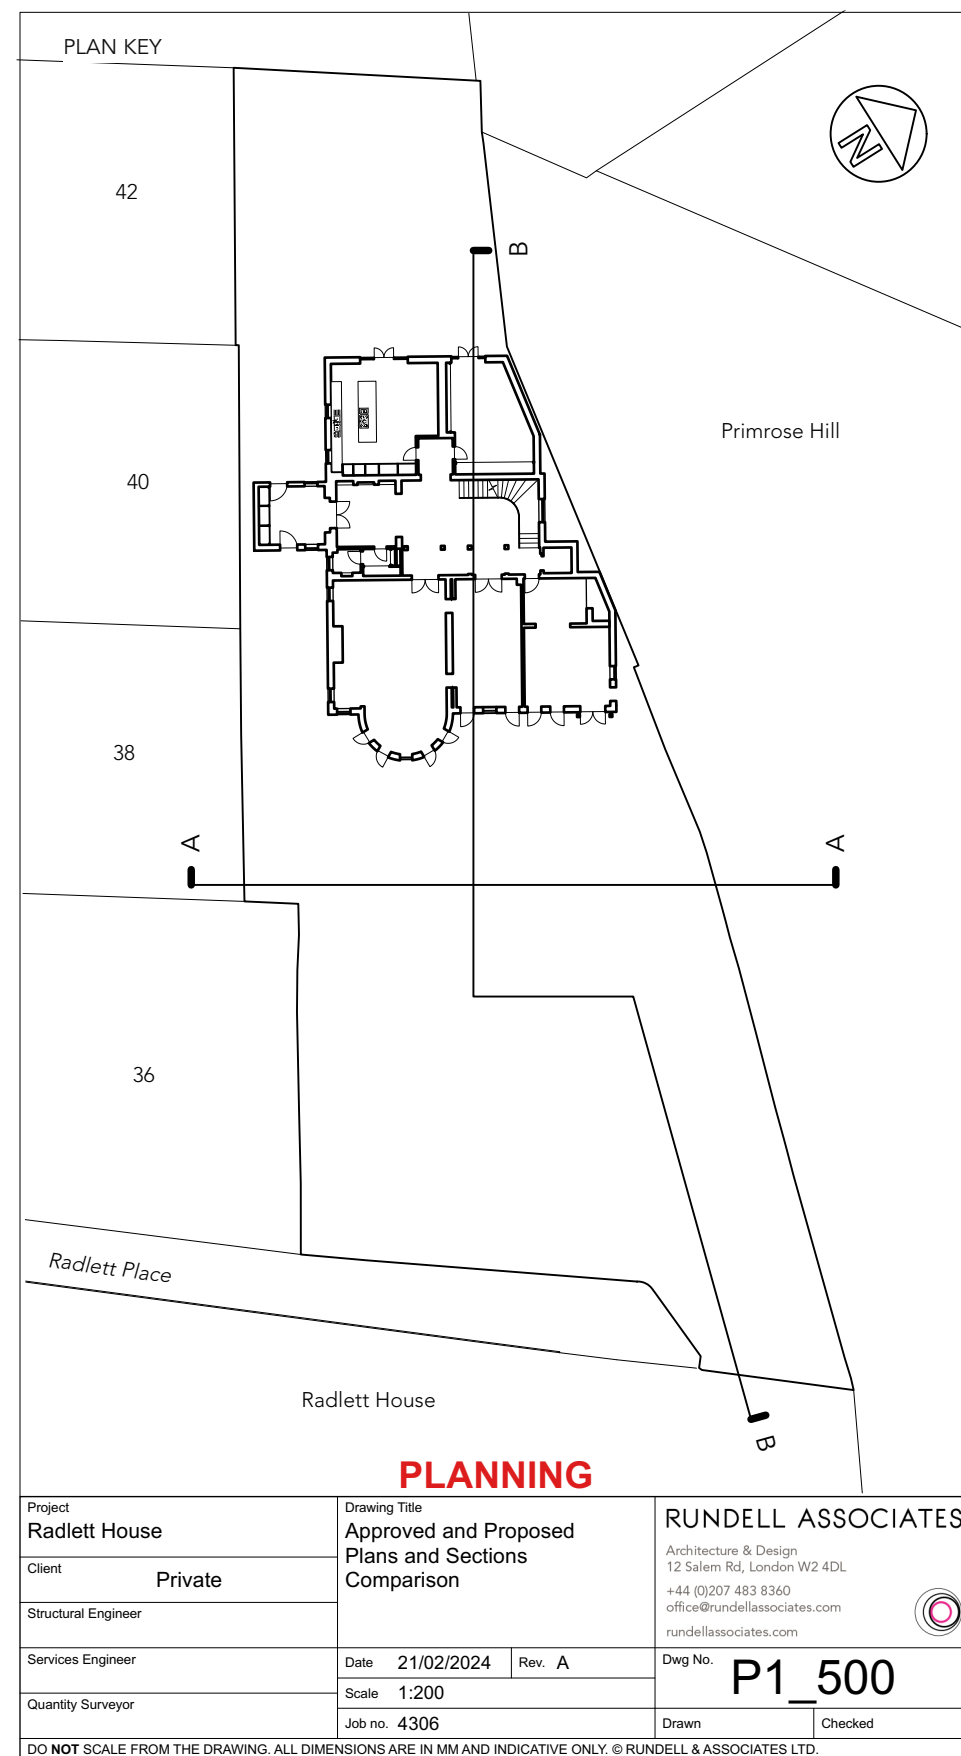 PLAN KEY
N
42
B
Primrose Hill
40
38
A
A
36
Radlett Place
Radlett House
B
PLANNING
Project
Radlett House
Client
Private
Structural Engineer
Services Engineer
Quantity Surveyor
Drawing Title
Approved and Proposed
Plans and Sections
Comparison
Date 21/02/2024 Rev. A
Scale 1:200
Job no. 4306
RUNDELL ASSOCIATES
Architecture & Design
12 Salem Rd, London W2 4DL
+44 (0)207 483 8360
office@rundellassociates.com
rundellassociates.com
Dwg No. P1_500
Drawn Checked
DO NOT SCALE FROM THE DRAWING. ALL DIMENSIONS ARE IN MM AND INDICATIVE ONLY. © RUNDELL & ASSOCIATES LTD.